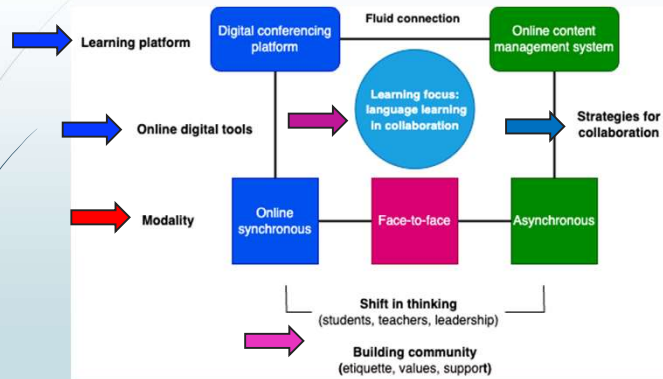 Fluid connection
Learning platform
Digital conferencing
platform
Online content
management system
Learning focus:
language learning
in collaboration
Online digital tools
Strategies for
collaboration
Modality
Online
synchronous
Face-to-face
Asynchronous
Shift in thinking
(students, teachers, leadership)
Building community
(etiquette, values, support)